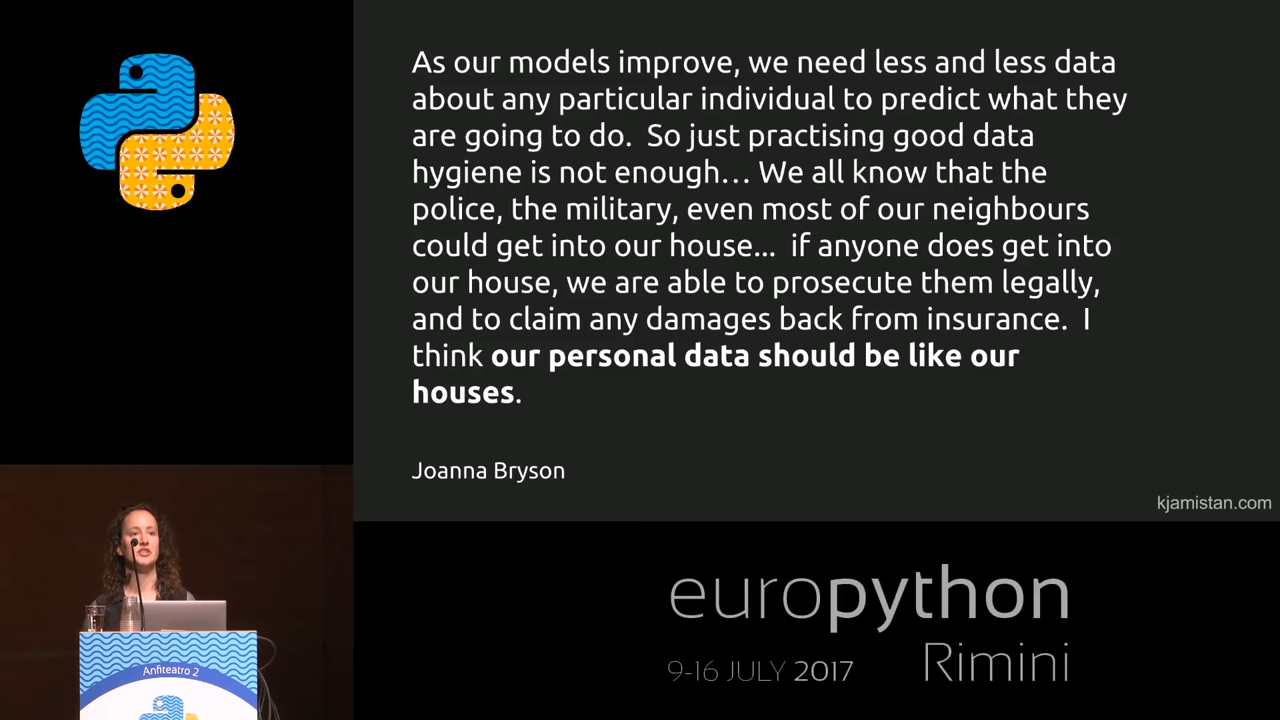 As our models improve, we need less and less data
about any particular individual to predict what they
are going to do.  So just practising good data
hygiene is not enough... We all know that the
police, the military, even most of our neighbours
could get into our house...  if anyone does get into
our house, we are able to prosecute them legally,
and to claim any damages back from insurance.  I
think our personal data should be like our
houses.
Joanna Bryson
kjamistan.com
europython
Rimini
9-16 JULY 2017
Anfiteatro 2